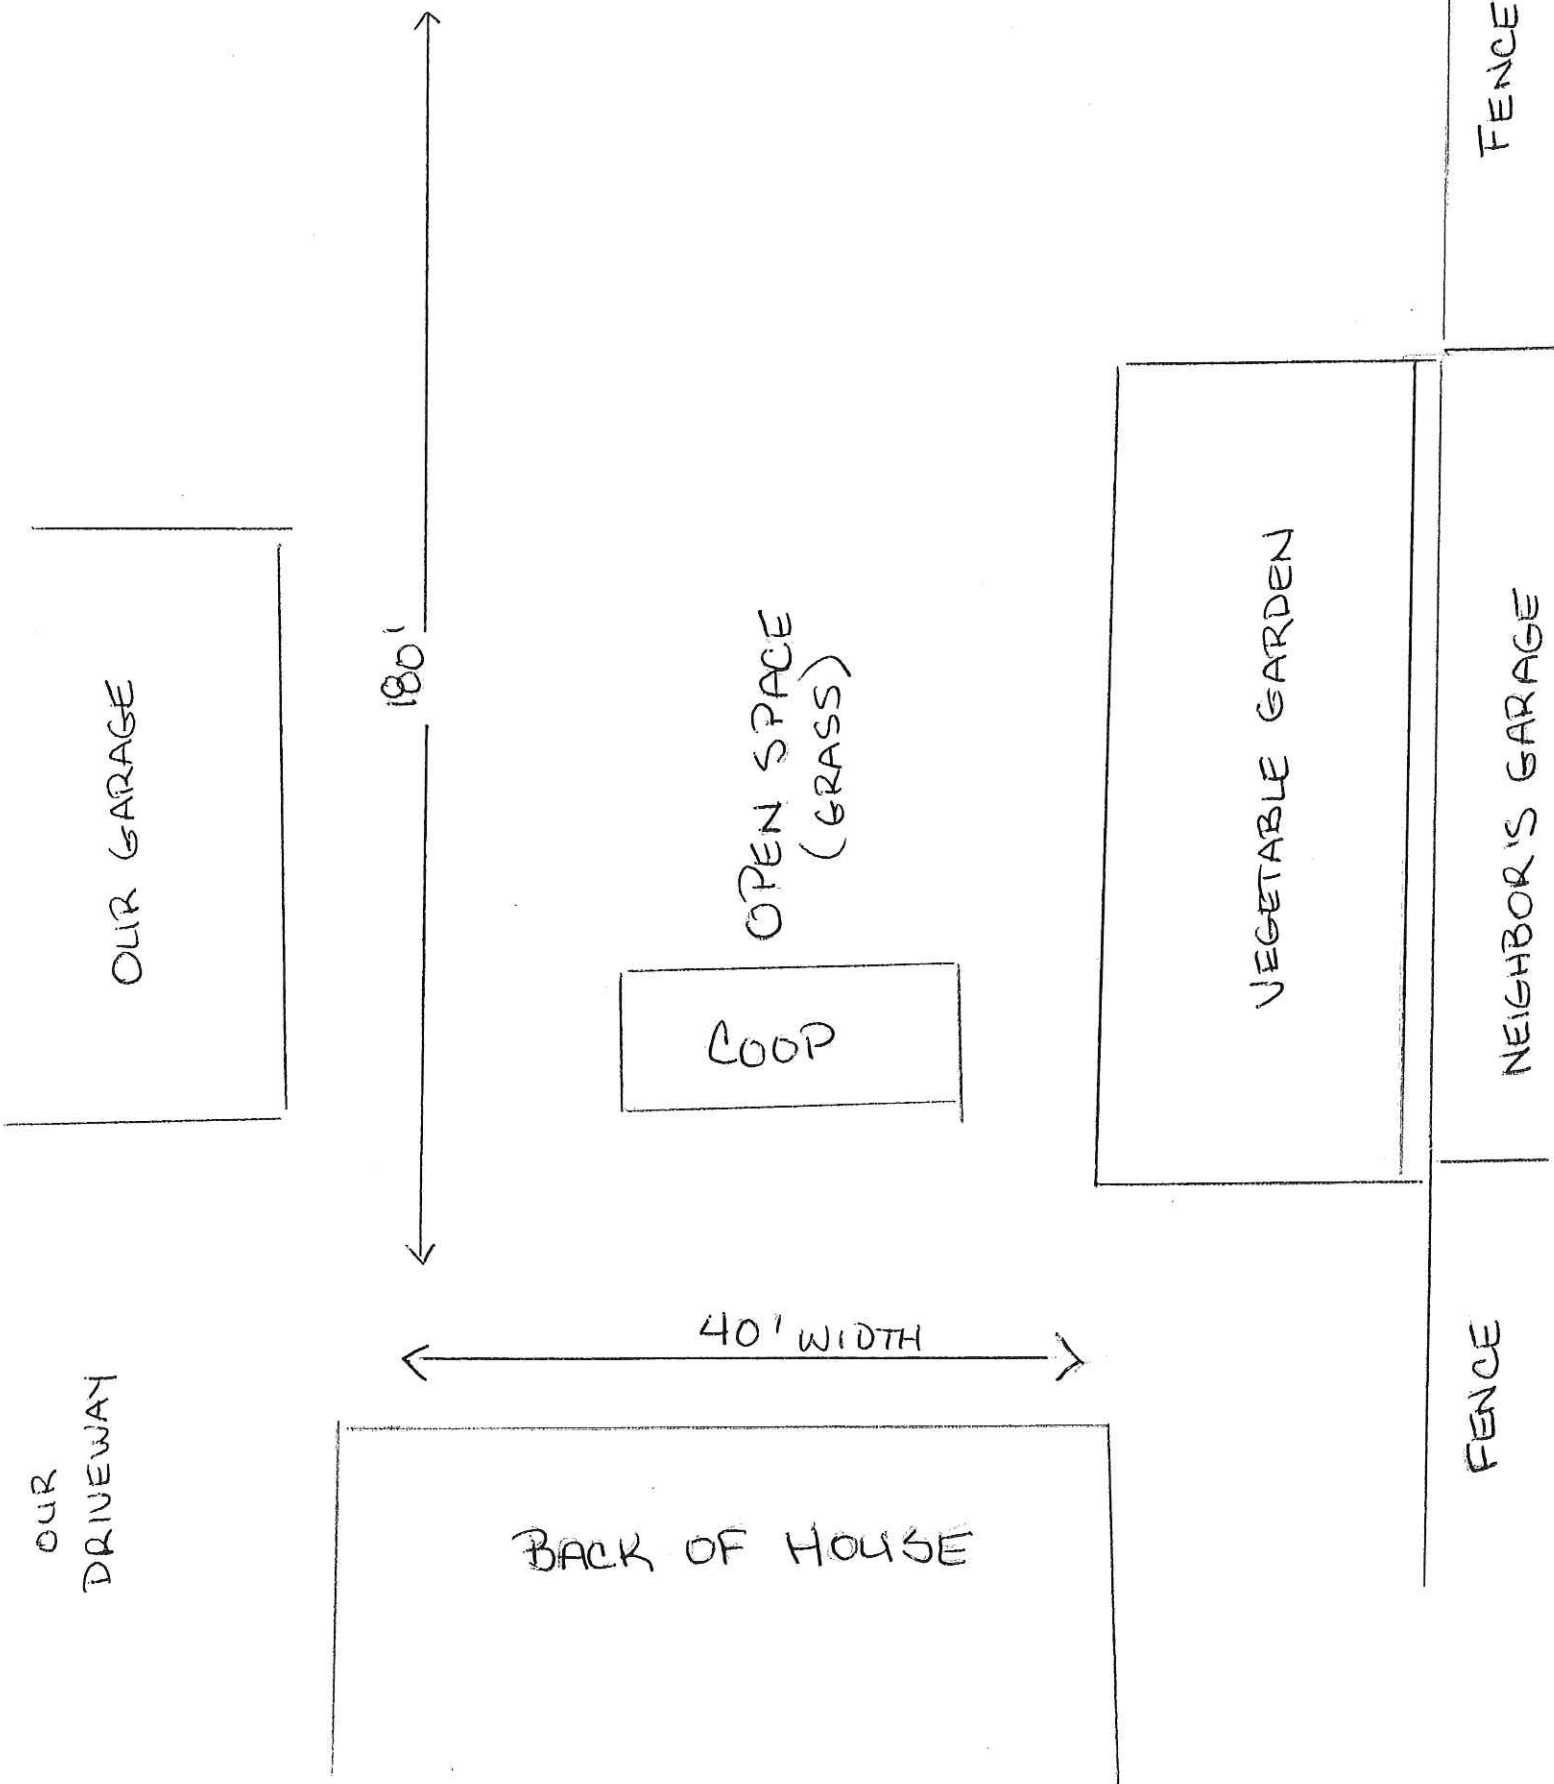 FENCE
180'
OUR GARAGE
OPEN SPACE
(GRASS)
VEGETABLE GARDEN
NEIGHBOR'S GARAGE
COOP
40' WIDTH
OUR
DRIVEWAY
FENCE
BACK OF HOUSE